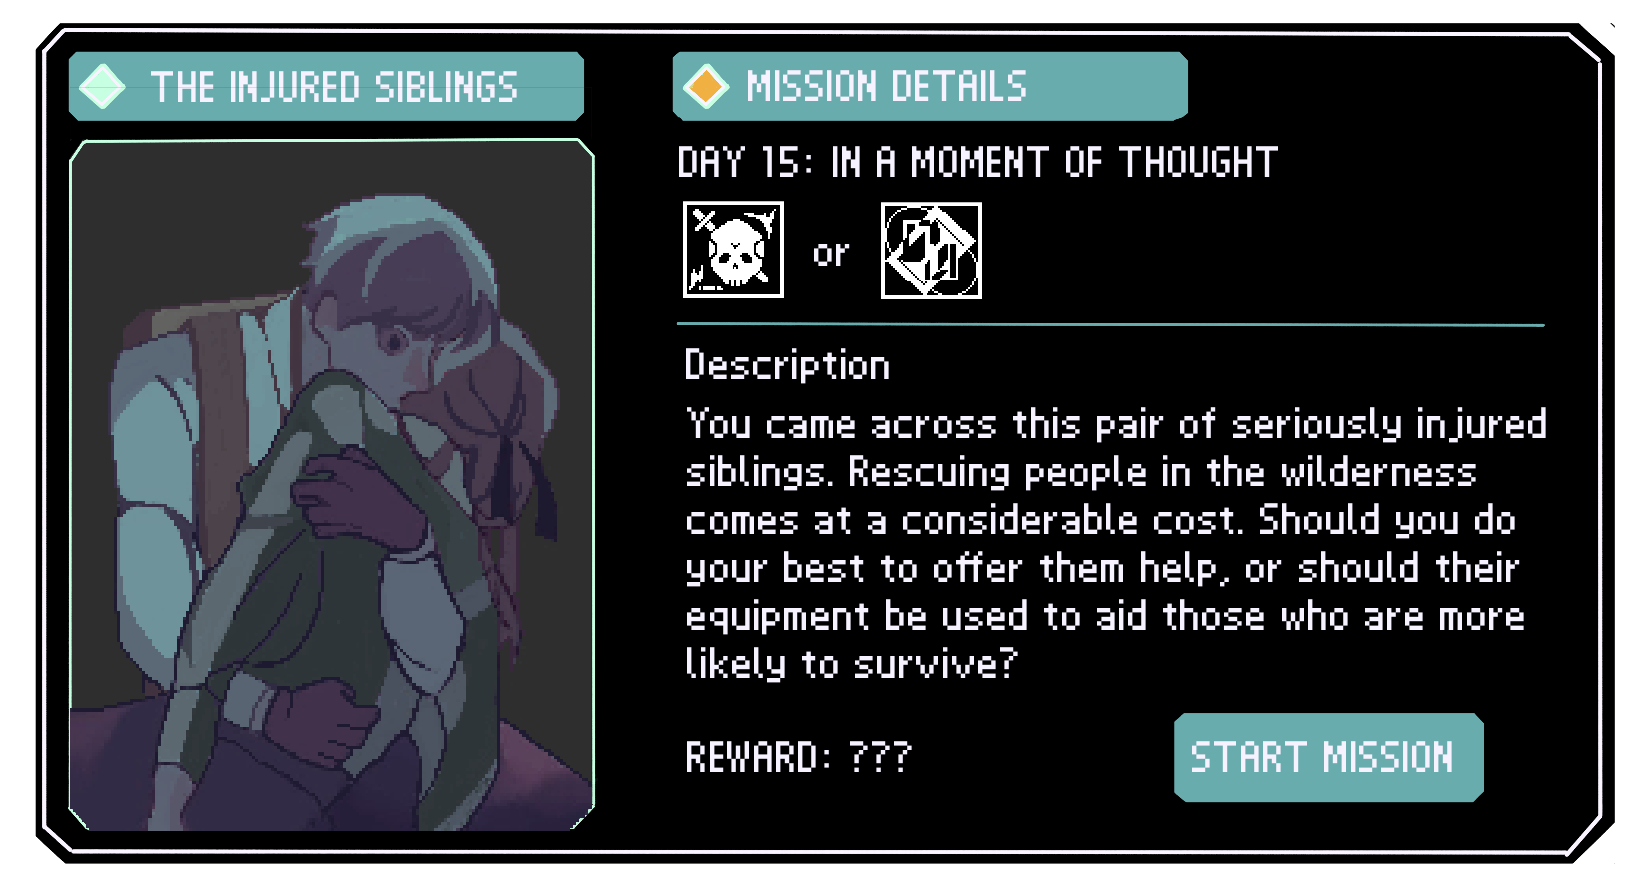 THE INJURED SIBLINGS
MISSION DETAILS
DAY 15: IN A MOMENT OF THOUGHT
or
Description
You came across this pair of seriously injured
siblings. Rescuing people in the wilderness
comes at a considerable cost. Should you do
your best to offer them help, or should their
equipment be used to aid those who are more
likely to survive?
REWARD: ???
START MISSION